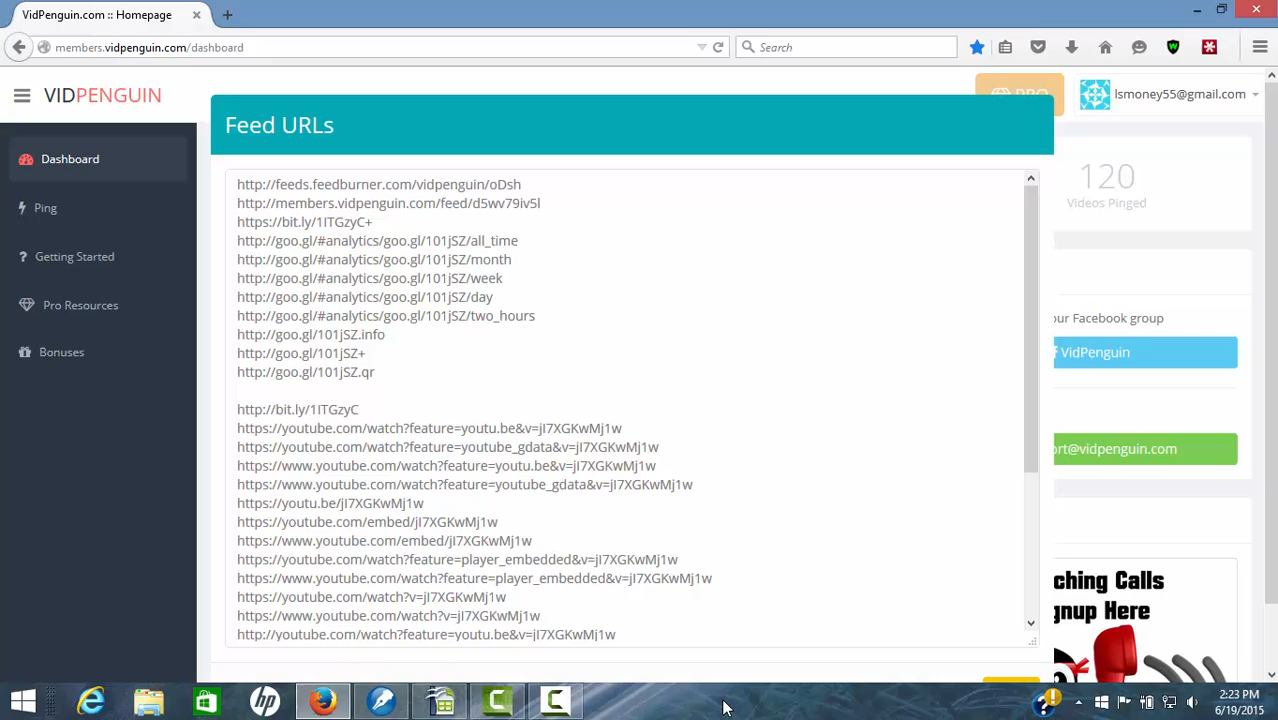 VidPenguin.com :: Homepage
members.vidpenguin.com/dashboard
Search
VIDPENGUIN
PRO
lsmoney55@gmail.com
Feed URLs
Dashboard
Ping
Getting Started
Pro Resources
Bonuses
http://feeds.feedburner.com/vidpenguin/oDsh
http://members.vidpenguin.com/feed/d5wv79iv5l
https://bit.ly/1ITGzyC+
http://goo.gl/#analytics/goo.gl/101jSZ/all_time
http://goo.gl/#analytics/goo.gl/101jSZ/month
http://goo.gl/#analytics/goo.gl/101jSZ/week
http://goo.gl/#analytics/goo.gl/101jSZ/day
http://goo.gl/#analytics/goo.gl/101jSZ/two_hours
http://goo.gl/101jSZ.info
http://goo.gl/101jSZ+
http://goo.gl/101jSZ.qr
http://bit.ly/1ITGzyC
https://youtube.com/watch?feature=youtu.be&v=jI7XGKwMj1w
https://youtube.com/watch?feature=youtube_gdata&v=jI7XGKwMj1w
https://www.youtube.com/watch?feature=youtu.be&v=jI7XGKwMj1w
https://www.youtube.com/watch?feature=youtube_gdata&v=jI7XGKwMj1w
https://youtu.be/jI7XGKwMj1w
https://youtube.com/embed/jI7XGKwMj1w
https://www.youtube.com/embed/jI7XGKwMj1w
https://youtube.com/watch?feature=player_embedded&v=jI7XGKwMj1w
https://www.youtube.com/watch?feature=player_embedded&v=jI7XGKwMj1w
https://youtube.com/watch?v=jI7XGKwMj1w
https://www.youtube.com/watch?v=jI7XGKwMj1w
http://youtube.com/watch?feature=youtu.be&v=jI7XGKwMj1w
120
Videos Pinged
our Facebook group
VidPenguin
ort@vidpenguin.com
ching Calls
gnup Here
2:23 PM
6/19/2015